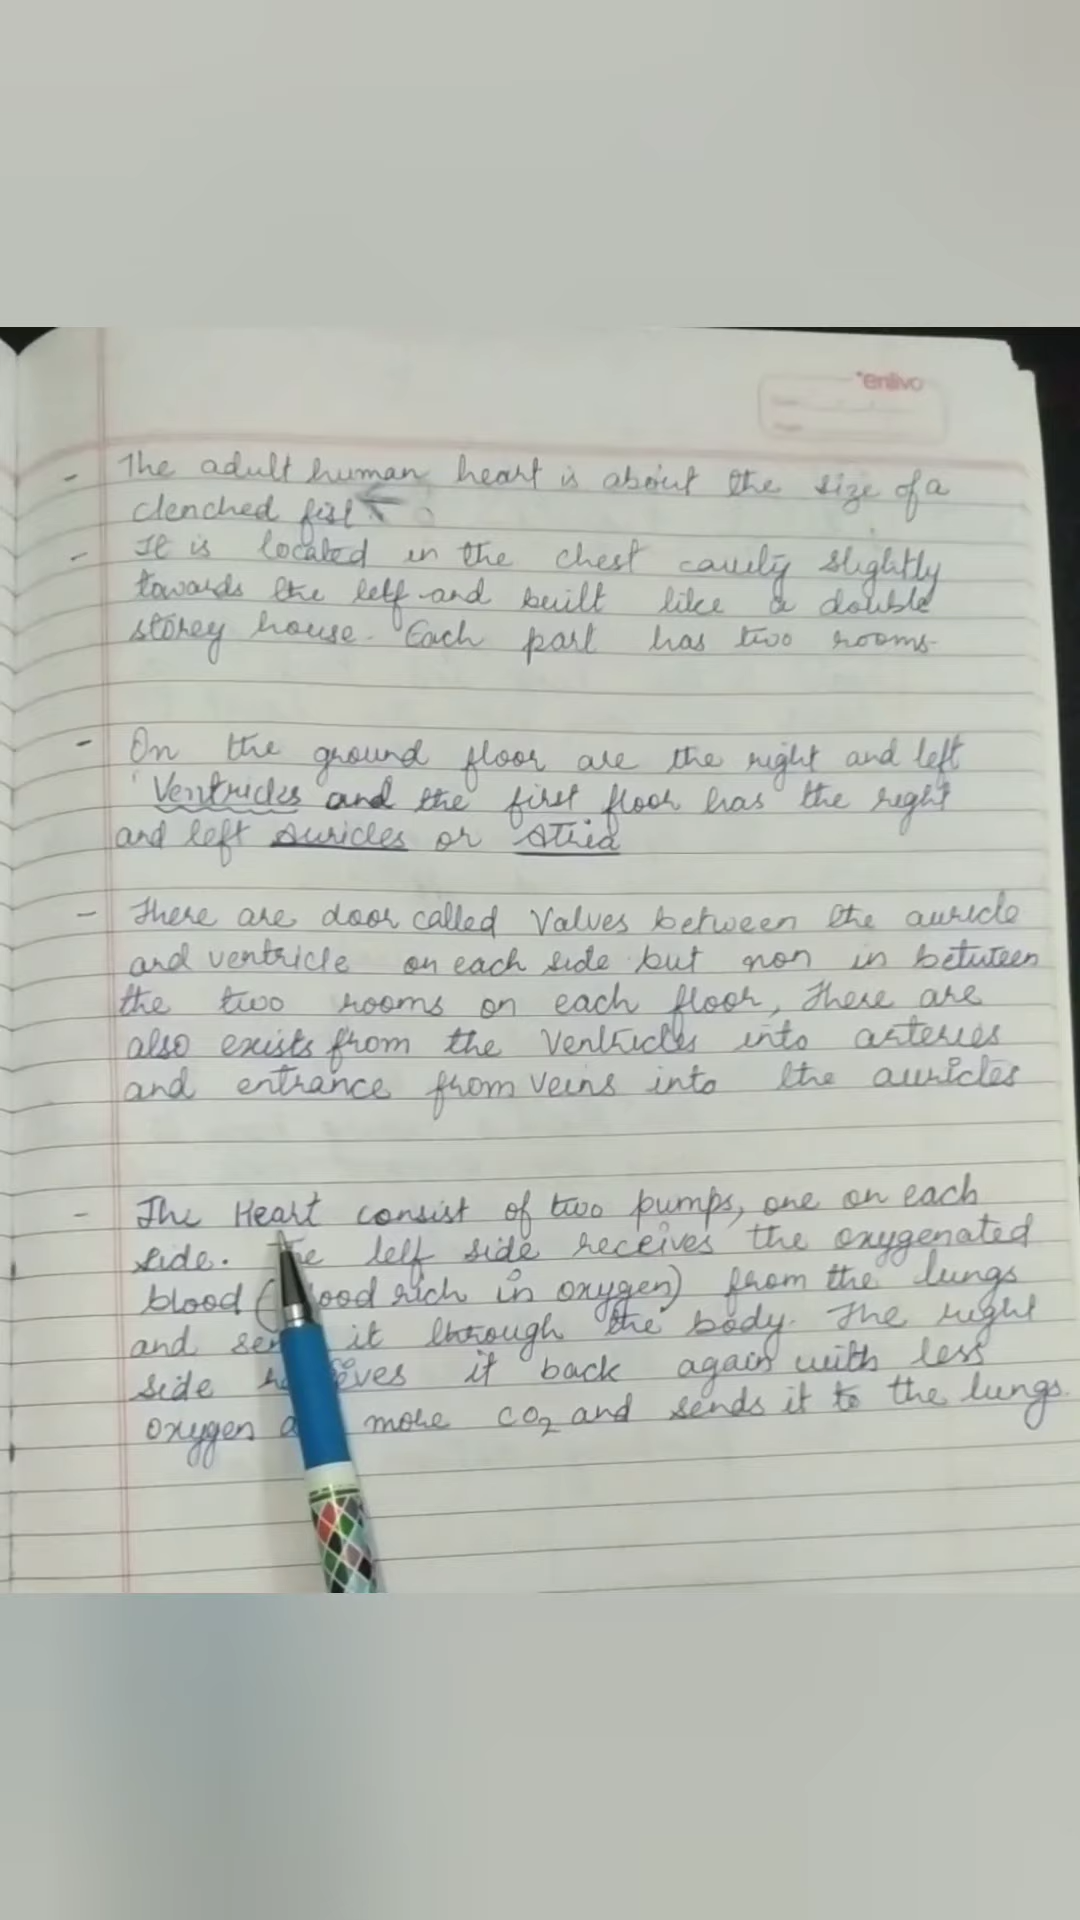 enlivo
- The adult human heart is about the size of a
clenched fist
- It is located in the chest cavity slightly
towards the left and built like a double
storey house. Each part has two rooms.
- On the ground floor are the right and left
Ventricles and the first floor has the right
and left auricles or atria
- There are door called Valves between the auricle
and ventricle on each side but non in between
the two rooms on each floor, There are
also exists from the ventricles into arteries
and entrance from veins into the auricles
- The Heart consist of two pumps, one on each
side. left side receives the oxygenated
blood rich in oxygen) from the lungs
and it through the body. The right
side it back again with less
oxygen more CO2 and sends it to the lungs.